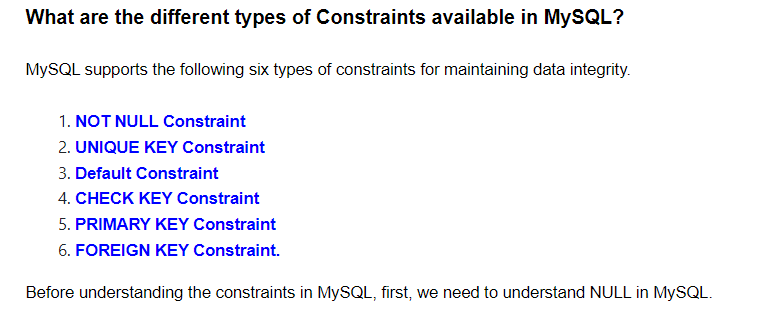 What are the different types of Constraints available in MySQL?
MySQL supports the following six types of constraints for maintaining data integrity.
1. NOT NULL Constraint
2. UNIQUE KEY Constraint
3. Default Constraint
4. CHECK KEY Constraint
5. PRIMARY KEY Constraint
6. FOREIGN KEY Constraint.
Before understanding the constraints in MySQL, first, we need to understand NULL in MySQL.